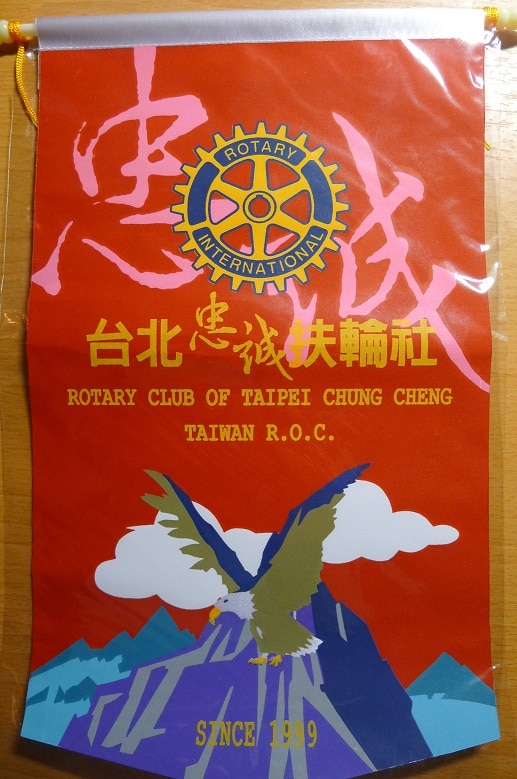 忠誠
ROTARY
INTERNATIONAL
台北忠誠扶輪社
ROTARY CLUB OF TAIPEI CHUNG CHENG
TAIWAN R.O.C.
SINCE 1999